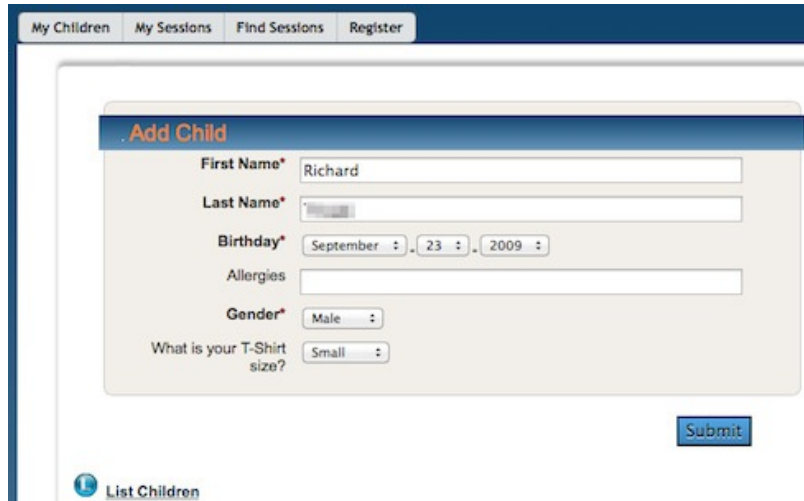 My Children My Sessions Find Sessions Register
Add Child
First Name* Richard
Last Name*
Birthday* September - 23 - 2009
Allergies
Gender* Male
What is your T-Shirt size? Small
Submit
List Children